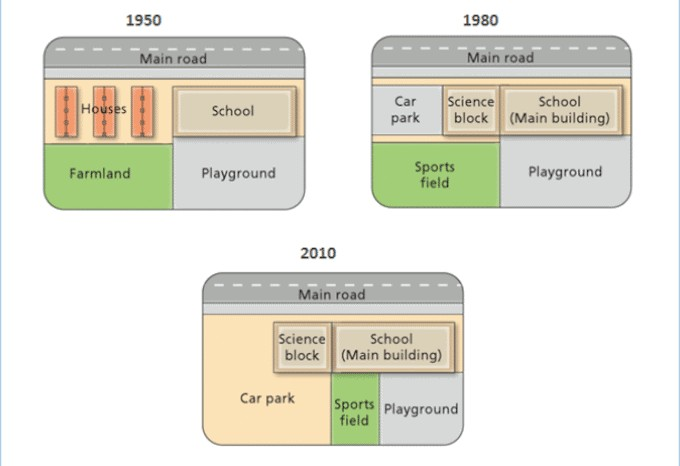 1950
Main road
Houses
School
Farmland
Playground
1980
Main road
Car
park
Science
block
School
(Main building)
Sports
field
Playground
2010
Main road
Science
block
School
(Main building)
Car park
Sports
field
Playground